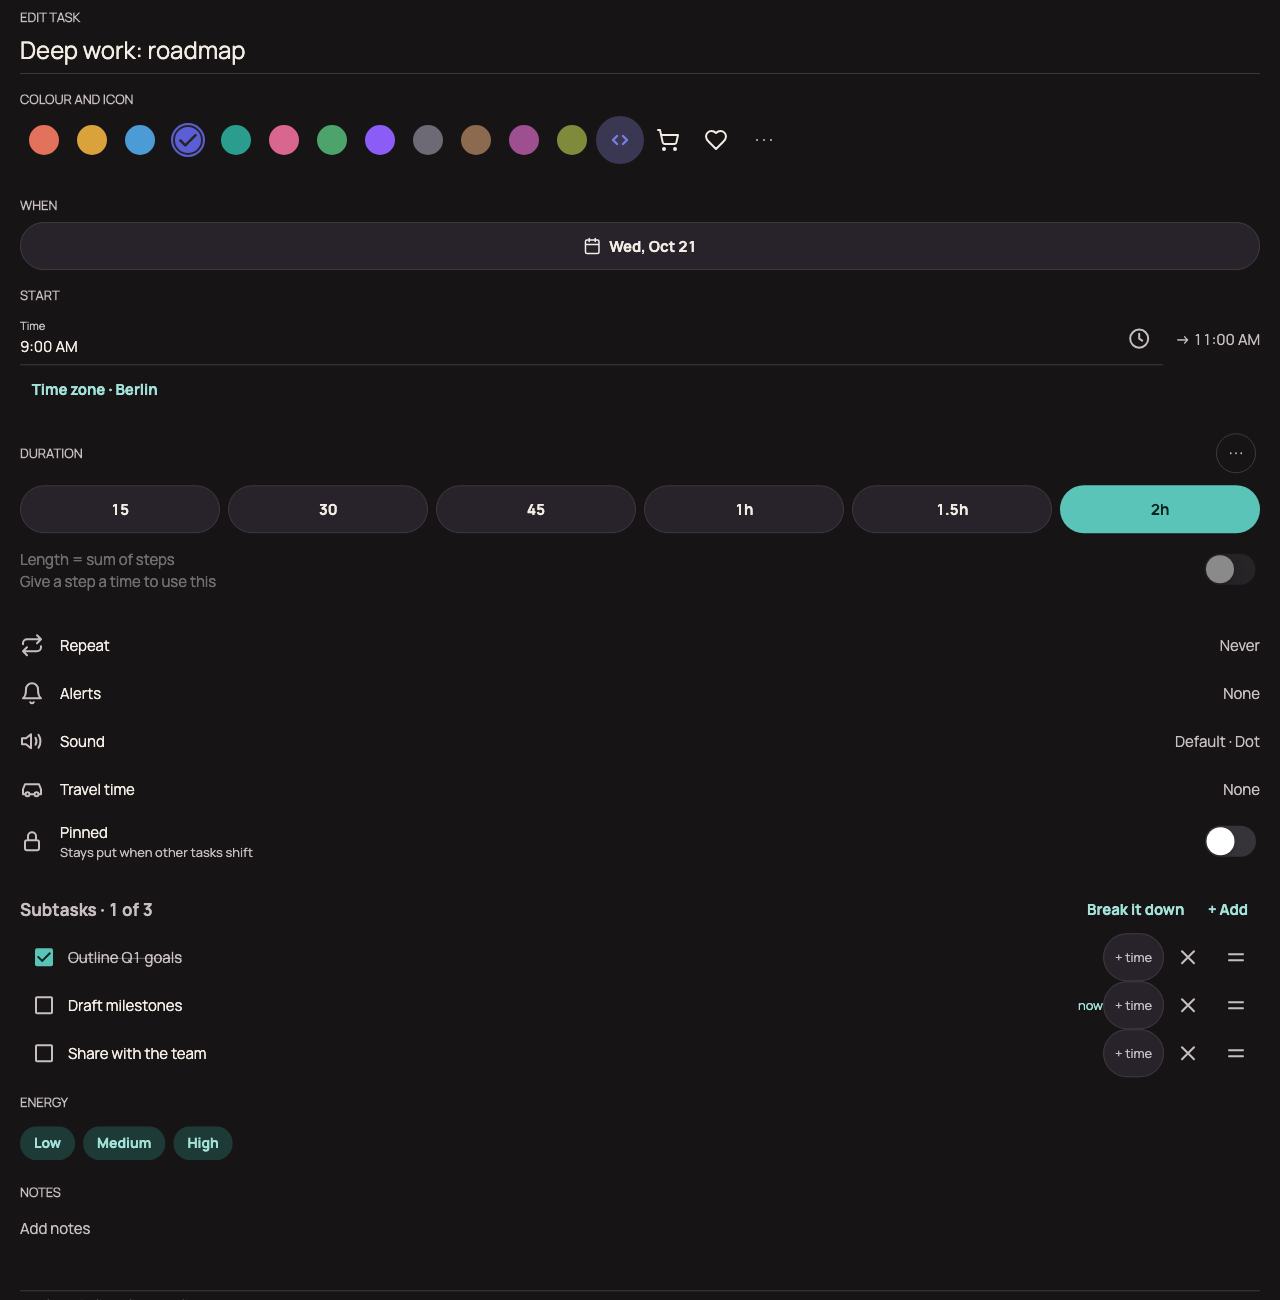 EDIT TASK
Deep work: roadmap
COLOUR AND ICON
WHEN
Wed, Oct 21
START
Time
9:00 AM
→ 11:00 AM
Time zone · Berlin
DURATION
15 30 45 1h 1.5h 2h
Length = sum of steps
Give a step a time to use this
Repeat Never
Alerts None
Sound Default · Dot
Travel time None
Pinned
Stays put when other tasks shift
Subtasks · 1 of 3 Break it down + Add
Outline Q1 goals + time
Draft milestones now + time
Share with the team + time
ENERGY
Low Medium High
NOTES
Add notes